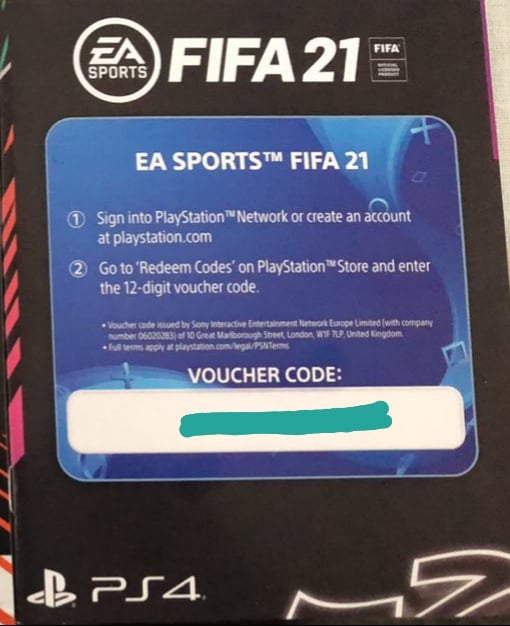 EA
SPORTS™
FIFA 21
FIFA
OFFICIAL
LICENSED
PRODUCT
EA SPORTS™ FIFA 21
① Sign into PlayStation™Network or create an account
at playstation.com
② Go to 'Redeem Codes' on PlayStation™Store and enter
the 12-digit voucher code.
• Voucher code issued by Sony Interactive Entertainment Network Europe Limited (with company
number 06020283) of 10 Great Marlborough Street, London, W1F 7LP, United Kingdom.
• Full terms apply at playstation.com/legal/PSNTerms
VOUCHER CODE:
PS4